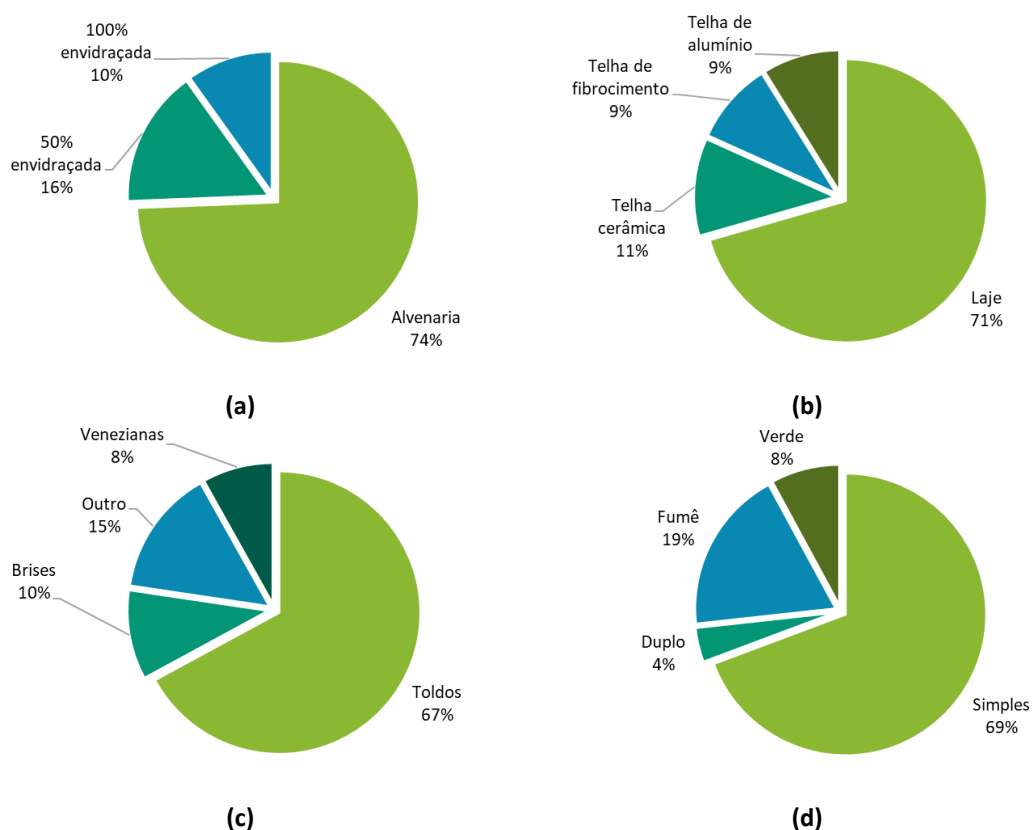 100%
envidraçada
10%
50%
envidraçada
16%
Alvenaria
74%
(a)
Telha de
alumínio
9%
Telha de
fibrocimento
9%
Telha
cerâmica
11%
Laje
71%
(b)
Venezianas
8%
Outro
15%
Brises
10%
Toldos
67%
(c)
Verde
8%
Fumê
19%
Duplo
4%
Simples
69%
(d)